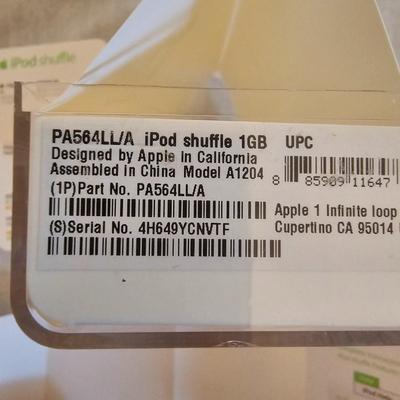 iPod shuffle
PA564LL/A iPod shuffle 1GB UPC
Designed by Apple in California
Assembled in China Model A1204
8 85909 11647
(1P)Part No. PA564LL/A
(S)Serial No. 4H649YCNVTF
Apple 1 Infinite loop
Cupertino CA 95014